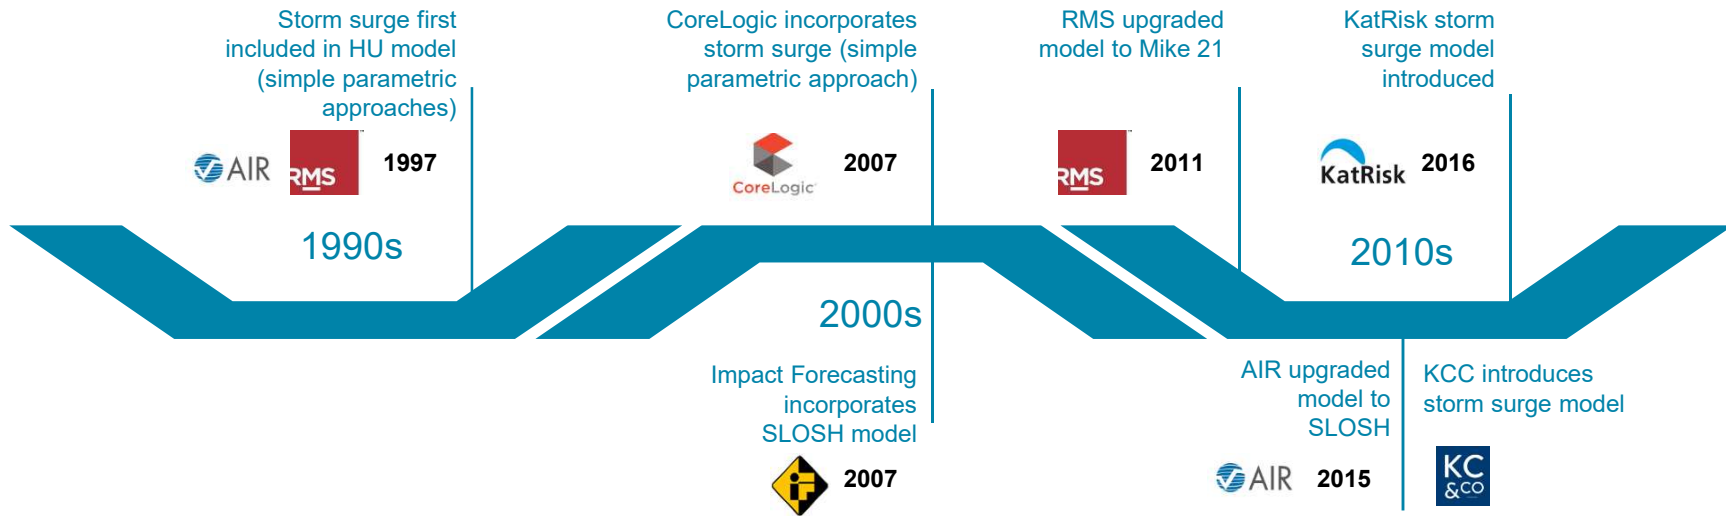 Storm surge first
included in HU model
(simple parametric
approaches)
AIR
RMS
1997
1990s
CoreLogic incorporates
storm surge (simple
parametric approach)
CoreLogic
2007
2000s
Impact Forecasting
incorporates
SLOSH model
iF
2007
RMS upgraded
model to Mike 21
RMS
2011
KatRisk storm
surge model
introduced
KatRisk
2016
2010s
AIR upgraded
model to
SLOSH
AIR
2015
KCC introduces
storm surge model
KC
&CO